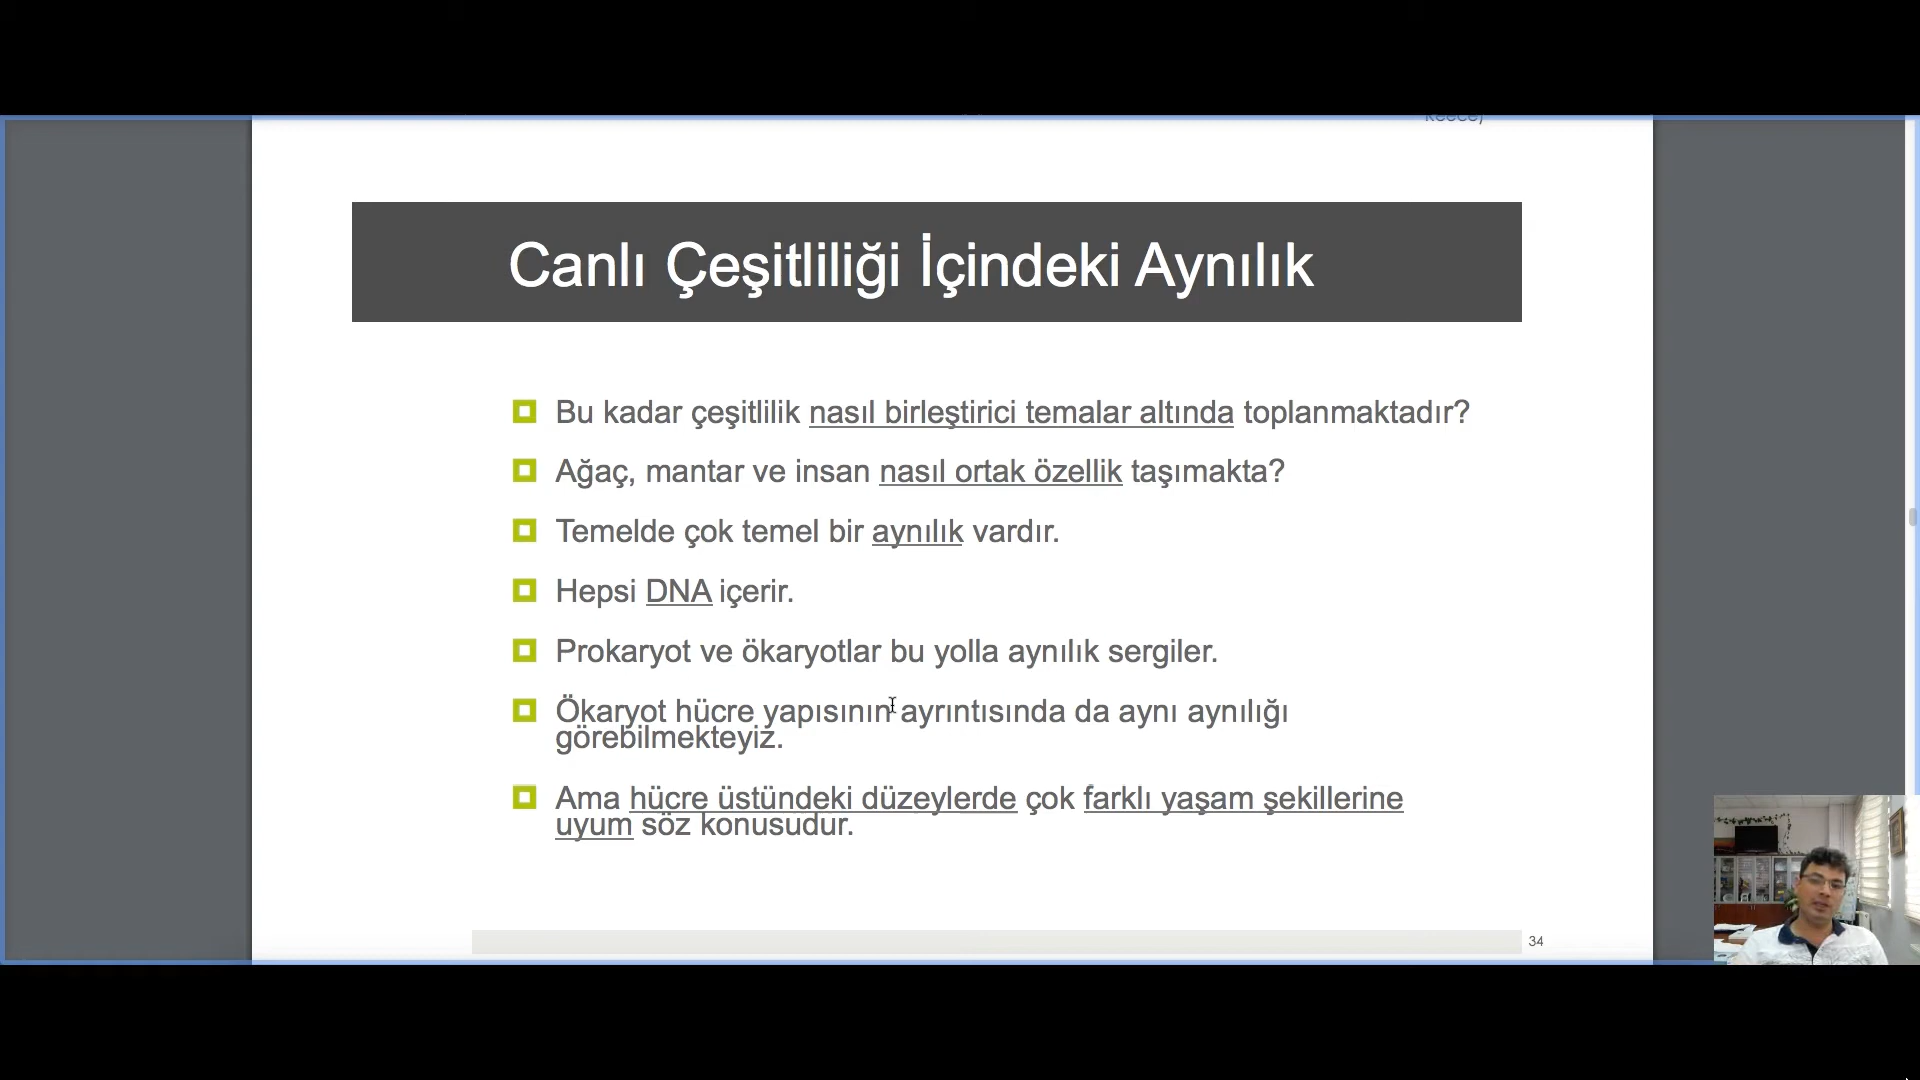 Reece)
Canlı Çeşitliliği İçindeki Aynılık
Bu kadar çeşitlilik nasıl birleştirici temalar altında toplanmaktadır?
Ağaç, mantar ve insan nasıl ortak özellik taşımakta?
Temelde çok temel bir aynılık vardır.
Hepsi DNA içerir.
Prokaryot ve ökaryotlar bu yolla aynılık sergiler.
Ökaryot hücre yapısının ayrıntısında da aynı aynılığı
görebilmekteyiz.
Ama hücre üstündeki düzeylerde çok farklı yaşam şekillerine
uyum söz konusudur.
34